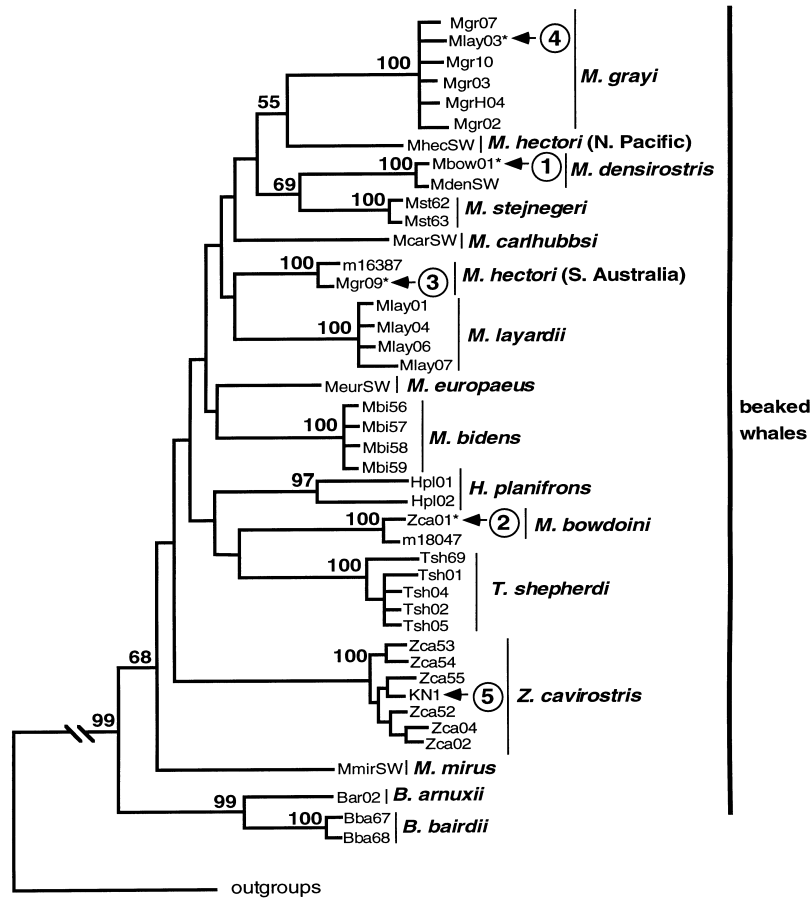 Mgr07
Mlay03* 4
100 Mgr10
Mgr03 M. grayi
MgrH04
55
Mgr02
MhecSW M. hectori (N. Pacific)
100 Mbow01* 1 M. densirostris
MdenSW
69
100 Mst62
M. stejnegeri
Mst63
McarSW M. carlhubbsi
100 m16387
M. hectori (S. Australia)
Mgr09* 3
Mlay01
100 Mlay04
M. layardii
Mlay06
Mlay07
MeurSW M. europaeus
beaked
whales
Mbi56
100 Mbi57
M. bidens
Mbi58
Mbi59
97 Hpl01
H. planifrons
Hpl02
100 Zca01* 2 M. bowdoini
m18047
Tsh69
100 Tsh01
Tsh04 T. shepherdi
Tsh02
Tsh05
Zca53
68 100 Zca54
Zca55
KN1 5 Z. cavirostris
Zca52
99 Zca04
Zca02
MmirSW M. mirus
99 Bar02 B. arnuxii
100 Bba67
B. bairdii
Bba68
outgroups